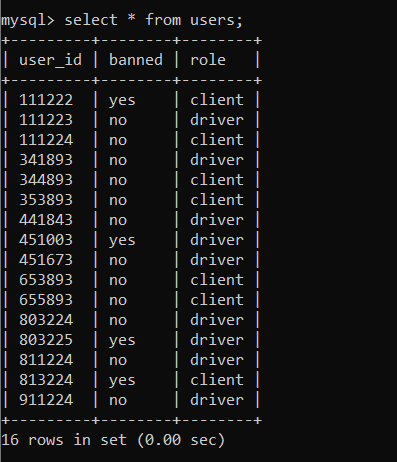 mysql> select * from users;
+---------+--------+--------+
| user_id | banned | role   |
+---------+--------+--------+
| 111222  | yes    | client |
| 111223  | no     | driver |
| 111224  | no     | client |
| 341893  | no     | driver |
| 344893  | no     | client |
| 353893  | no     | client |
| 441843  | no     | driver |
| 451003  | yes    | driver |
| 451673  | no     | driver |
| 653893  | no     | client |
| 655893  | no     | client |
| 803224  | no     | driver |
| 803225  | yes    | driver |
| 811224  | no     | driver |
| 813224  | yes    | client |
| 911224  | no     | driver |
+---------+--------+--------+
16 rows in set (0.00 sec)